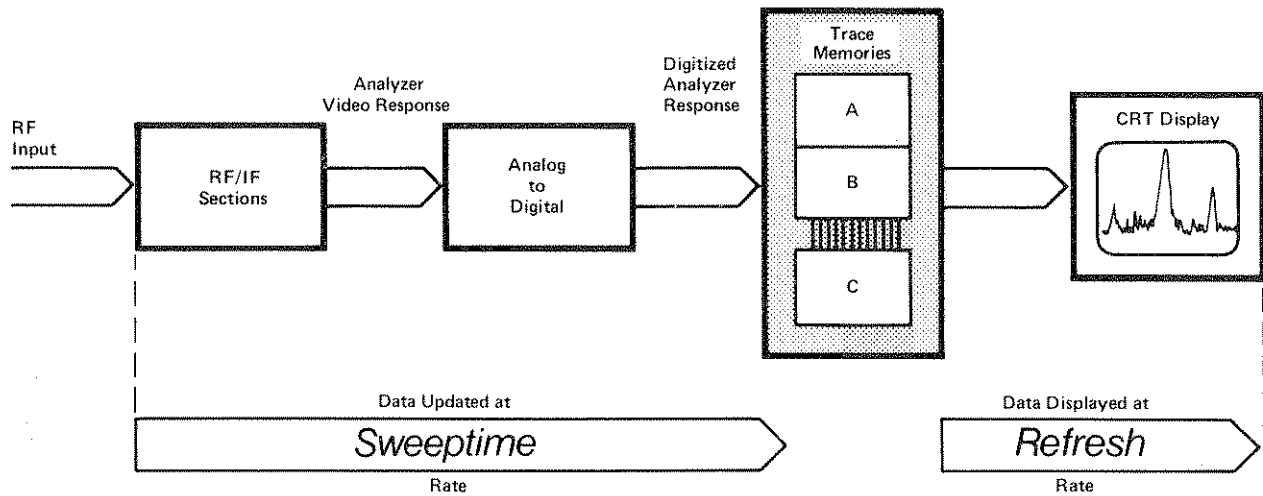 RF
Input
RF/IF
Sections
Analyzer
Video Response
Analog
to
Digital
Digitized
Analyzer
Response
Trace
Memories
A
B
C
CRT Display
Data Updated at
Sweeptime
Rate
Data Displayed at
Refresh
Rate